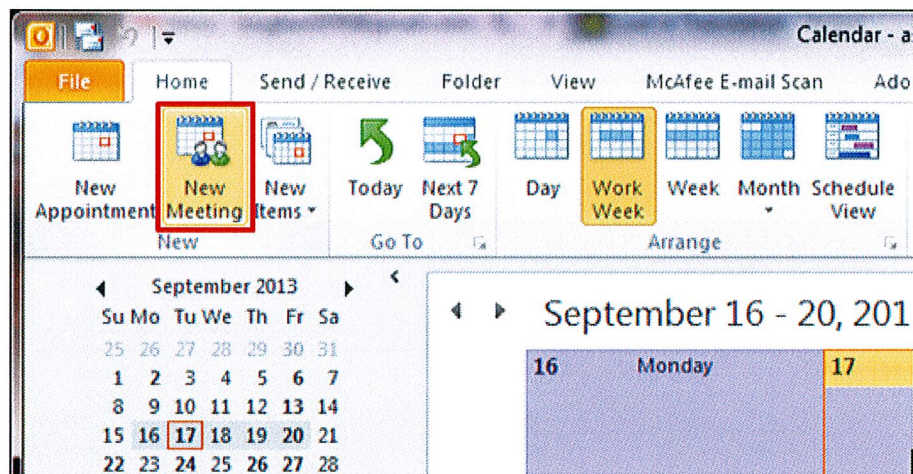 Calendar - a
File Home Send / Receive Folder View McAfee E-mail Scan Ado
New Appointment New Meeting New Items Today Next 7 Days Day Work Week Week Month Schedule View
New Go To Arrange
September 2013
Su Mo Tu We Th Fr Sa
25 26 27 28 29 30 31
1 2 3 4 5 6 7
8 9 10 11 12 13 14
15 16 17 18 19 20 21
22 23 24 25 26 27 28
September 16 - 20, 201
16 Monday 17